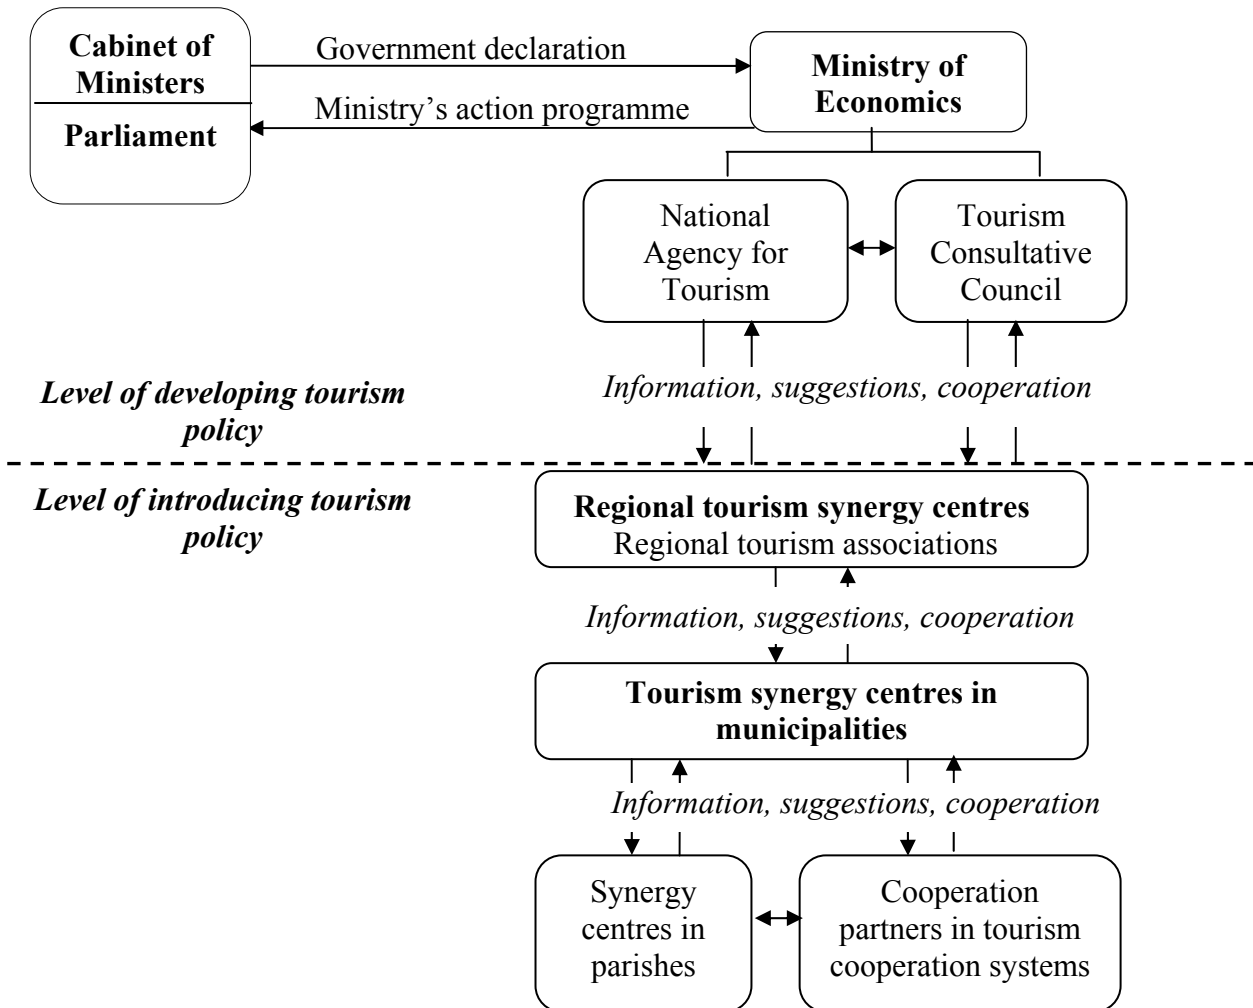 Cabinet of
Ministers
Parliament
Government declaration
Ministry’s action programme
Ministry of
Economics
National
Agency for
Tourism
Tourism
Consultative
Council
Information, suggestions, cooperation
Level of developing tourism
policy
Level of introducing tourism
policy
Regional tourism synergy centres
Regional tourism associations
Information, suggestions, cooperation
Tourism synergy centres in
municipalities
Information, suggestions, cooperation
Synergy
centres in
parishes
Cooperation
partners in tourism
cooperation systems